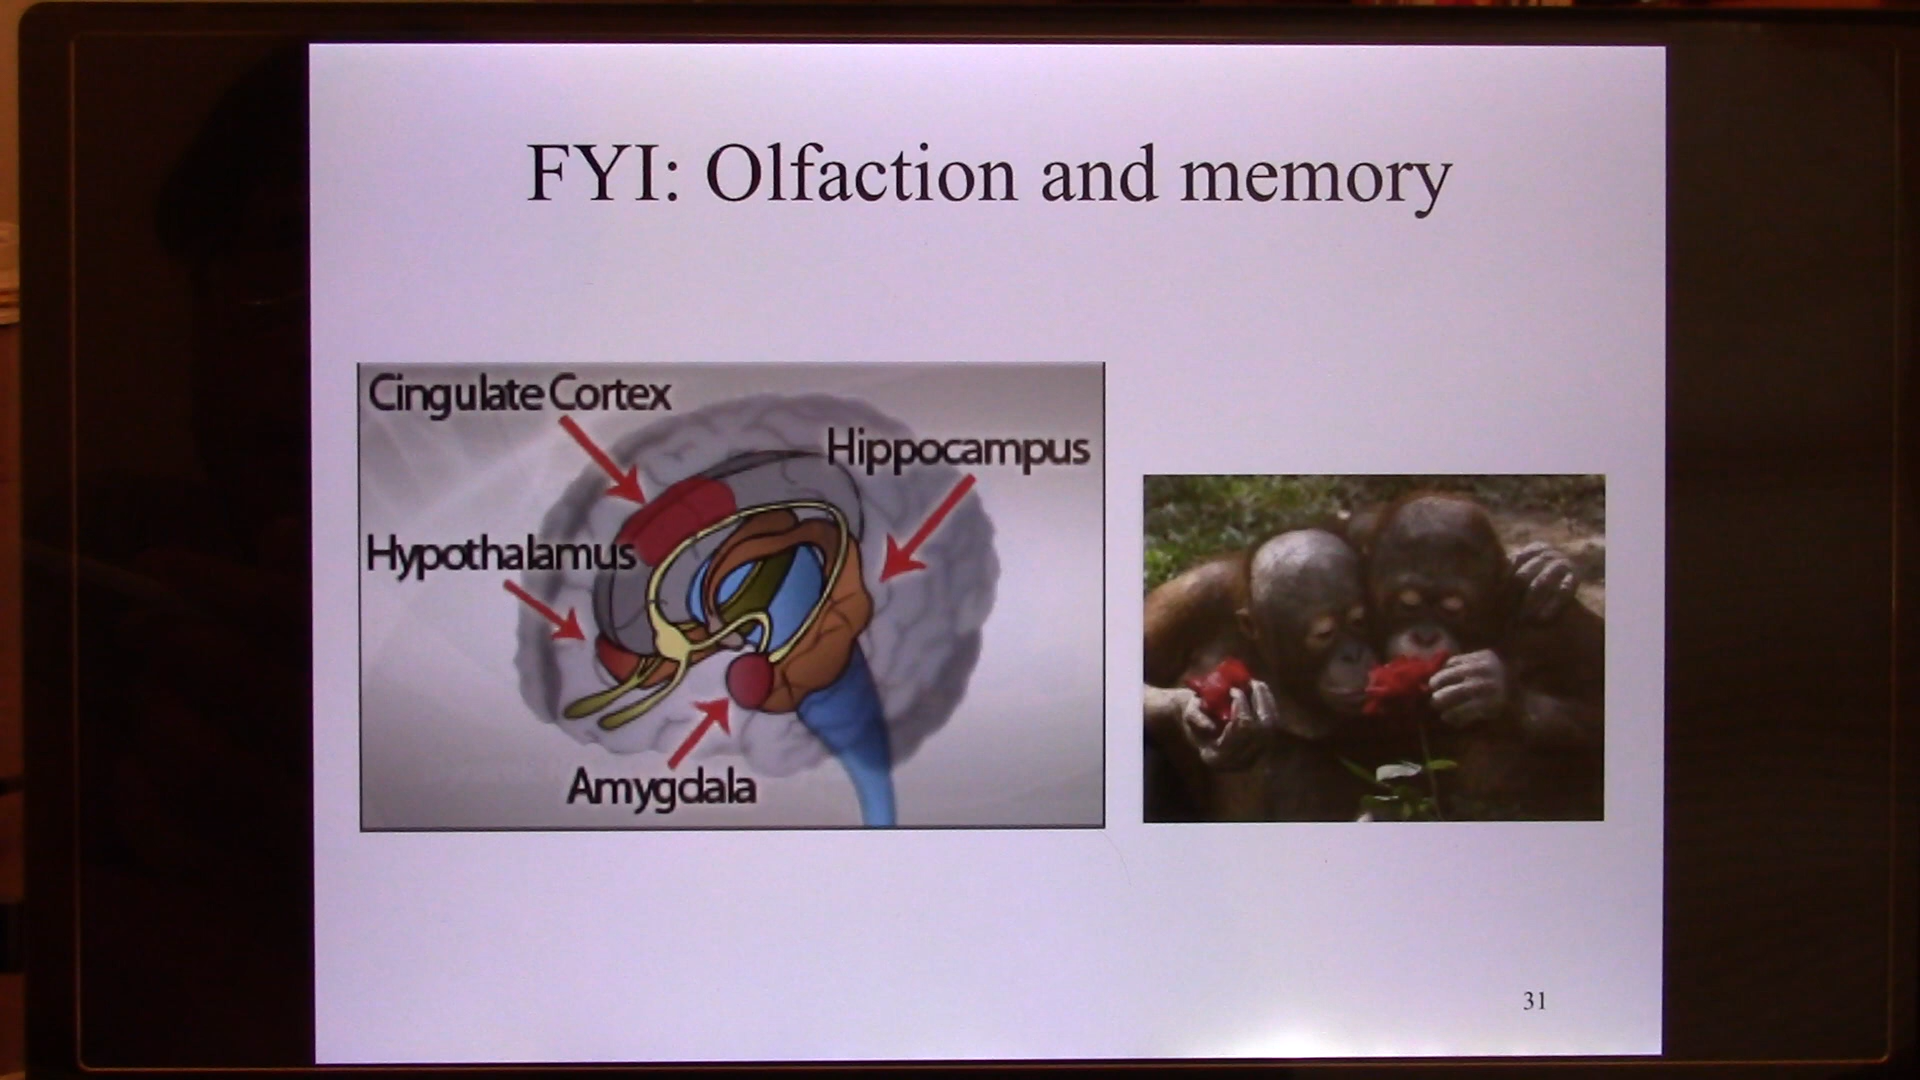 FYI: Olfaction and memory
Cingulate Cortex
Hippocampus
Hypothalamus
Amygdala
31